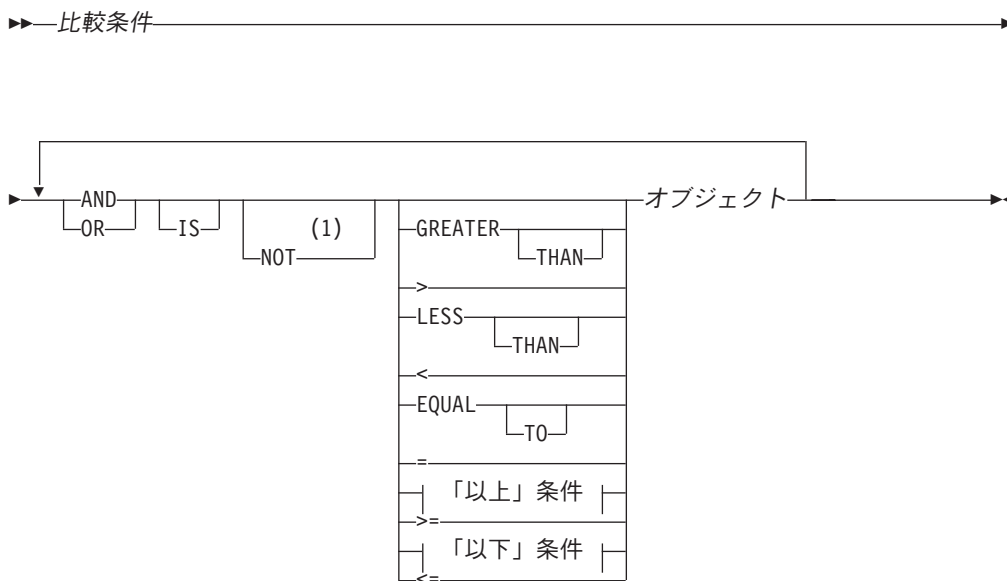 比較条件
AND オブジェクト
OR IS (1) GREATER
NOT THAN
>
LESS
THAN
<
EQUAL
TO
=
「以上」条件
>=
「以下」条件
<=